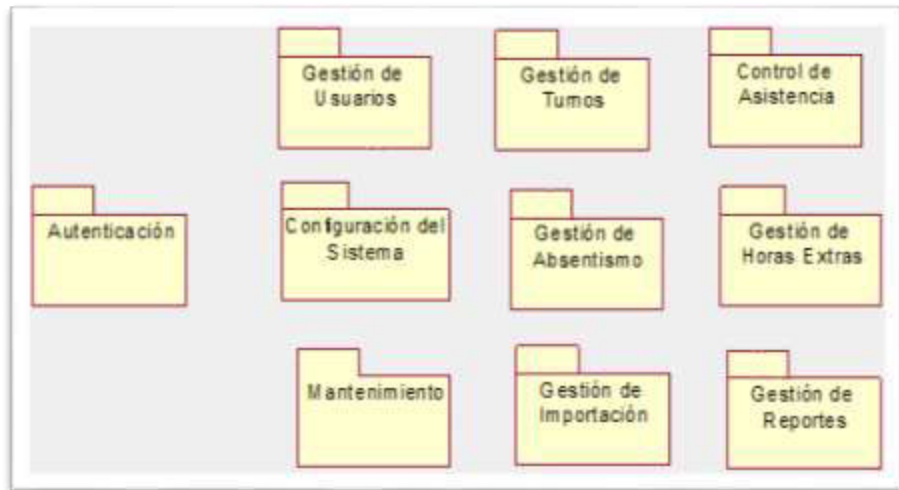 Gestión de
Usuarios
Gestión de
Turnos
Control de
Asistencia
Autenticación
Configuración del
Sistema
Gestión de
Absentismo
Gestión de
Horas Extras
Mantenimiento
Gestión de
Importación
Gestión de
Reportes